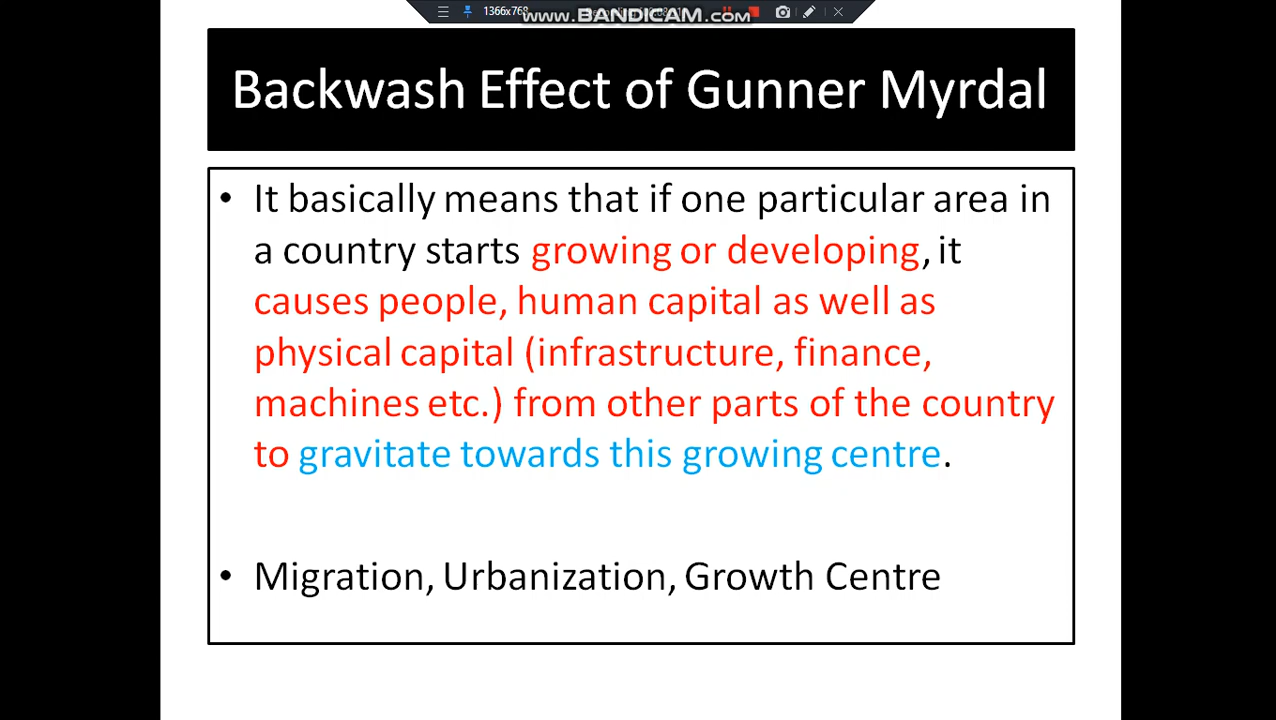 1366x768
www.BANDICAM.com
Backwash Effect of Gunner Myrdal
• It basically means that if one particular area in
a country starts growing or developing, it
causes people, human capital as well as
physical capital (infrastructure, finance,
machines etc.) from other parts of the country
to gravitate towards this growing centre.
• Migration, Urbanization, Growth Centre